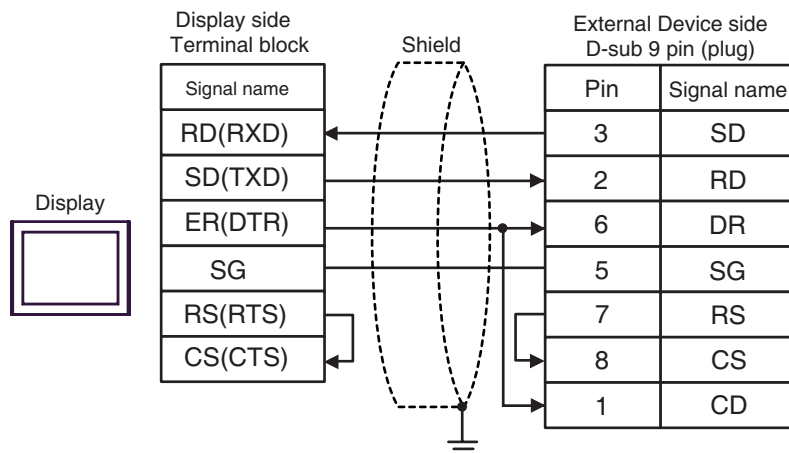 Display side
Terminal block
Shield
External Device side
D-sub 9 pin (plug)
Signal name
Pin Signal name
RD(RXD) 3 SD
SD(TXD) 2 RD
Display
ER(DTR) 6 DR
SG 5 SG
RS(RTS) 7 RS
CS(CTS) 8 CS
1 CD